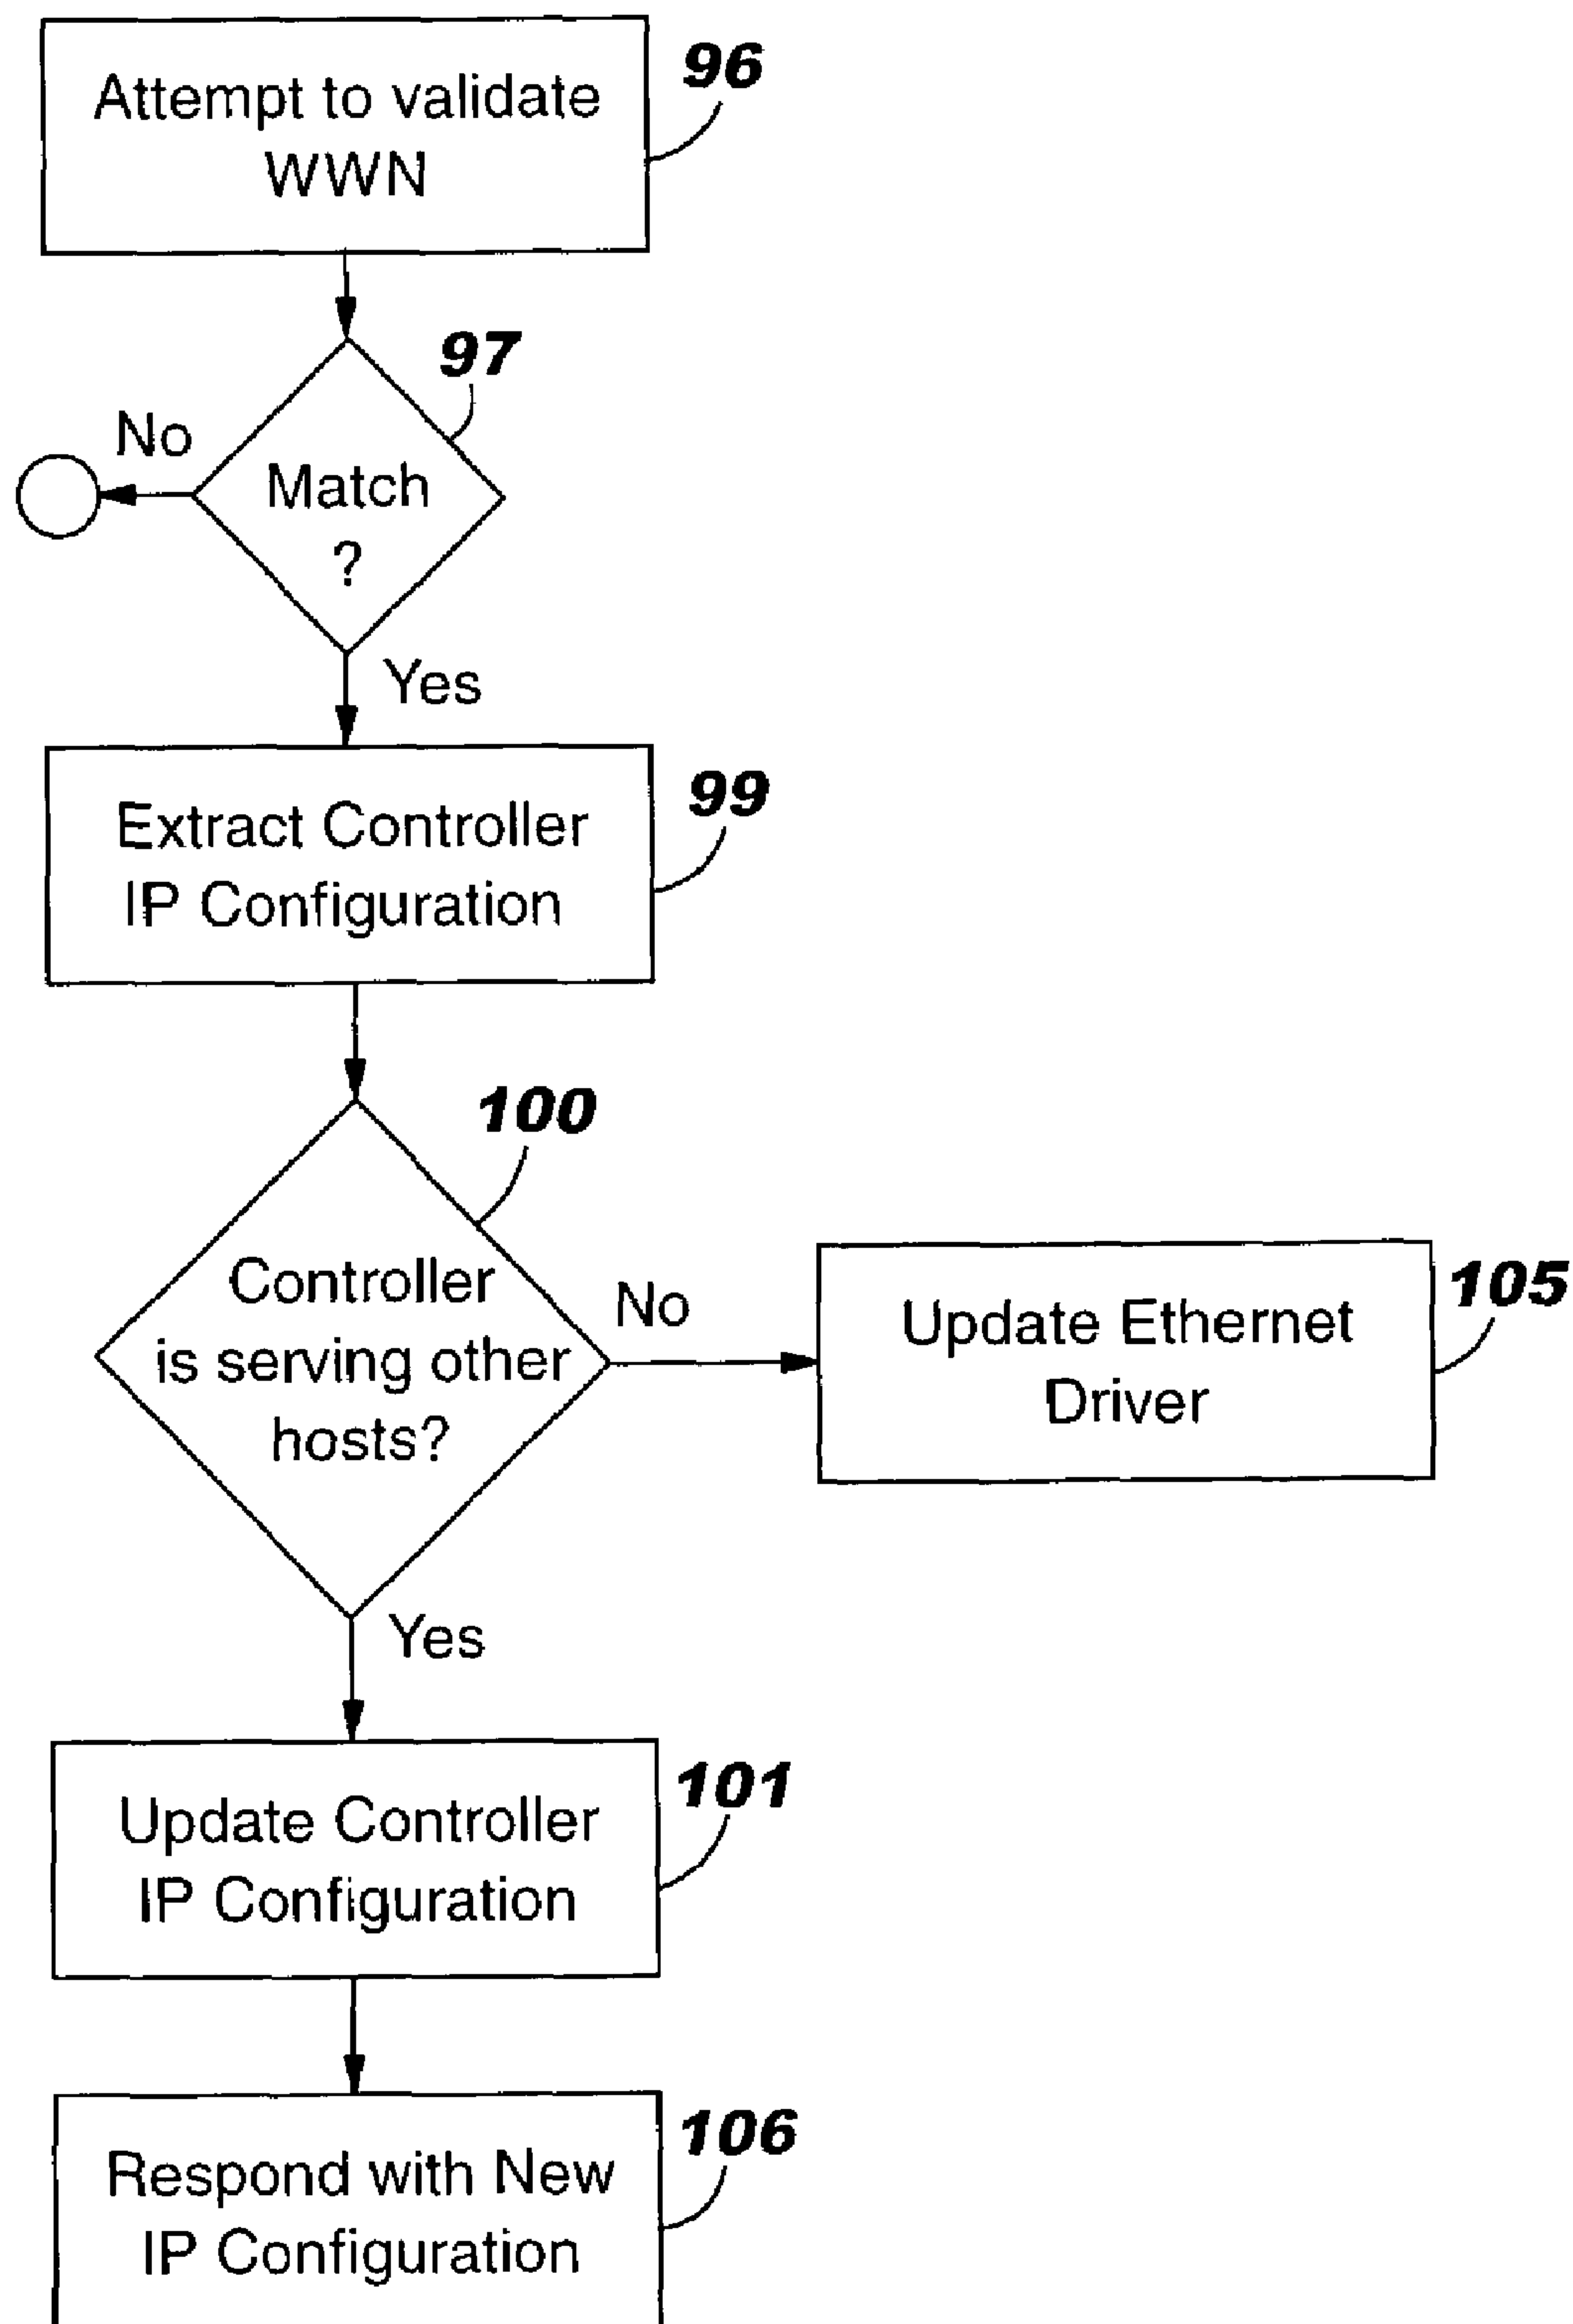 Attempt to validate
WWN
96
97
No
Match
?
Yes
Extract Controller
IP Configuration
99
100
Controller
is serving other
hosts?
No
Update Ethernet
Driver
105
Yes
Update Controller
IP Configuration
101
Respond with New
IP Configuration
106